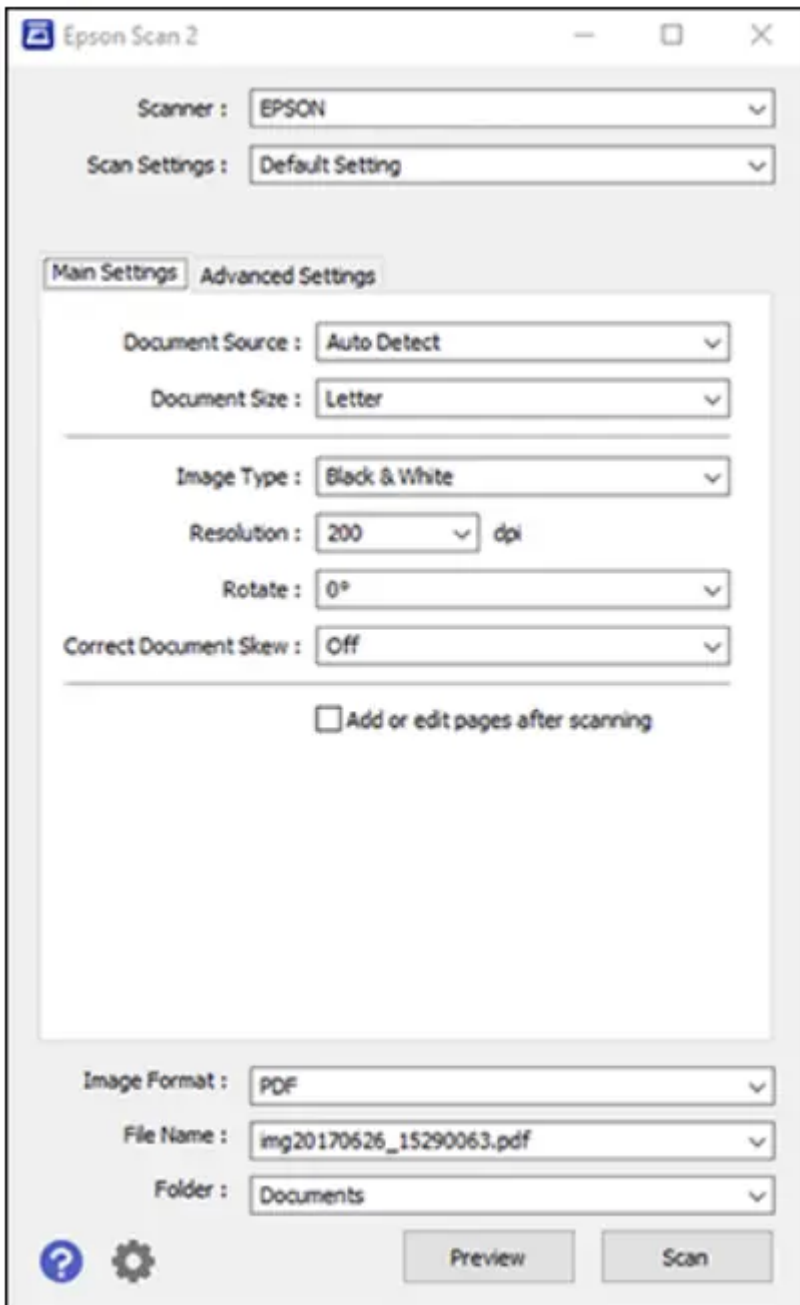 Epson Scan 2
Scanner : EPSON
Scan Settings : Default Setting
Main Settings Advanced Settings
Document Source : Auto Detect
Document Size : Letter
Image Type : Black & White
Resolution : 200 dpi
Rotate : 0°
Correct Document Skew : Off
Add or edit pages after scanning
Image Format : PDF
File Name : img20170626_15290063.pdf
Folder : Documents
? Preview Scan